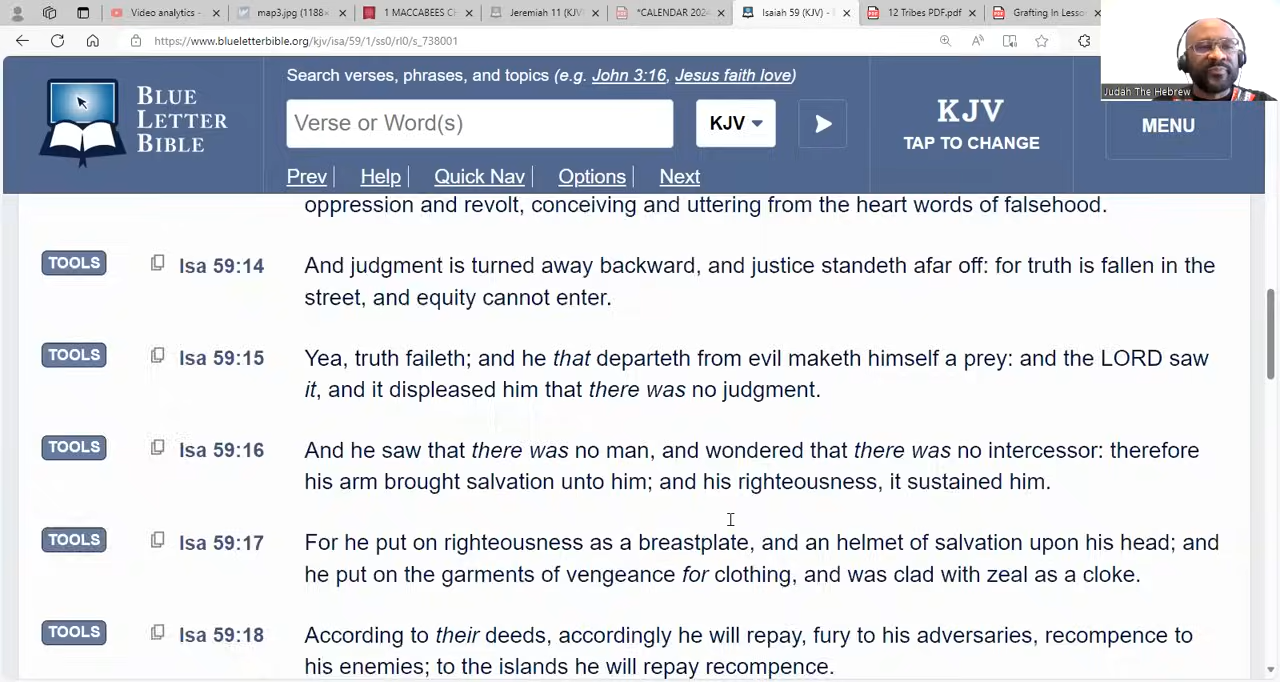 Video analytics -
map3.jpg (1188×
1 MACCABEES C
Jeremiah 11 (KJV
*CALENDAR 2024
Isaiah 59 (KJV) -
12 Tribes PDF.pdf
Grafting In Lesso
https://www.blueletterbible.org/kjv/isa/59/1/ss0/rl0/s_738001
Judah The Hebrew
BLUE
LETTER
BIBLE
Search verses, phrases, and topics (e.g. John 3:16, Jesus faith love)
Verse or Word(s)
KJV
KJV
TAP TO CHANGE
MENU
Prev | Help | Quick Nav | Options | Next
oppression and revolt, conceiving and uttering from the heart words of falsehood.
TOOLS Isa 59:14 And judgment is turned away backward, and justice standeth afar off: for truth is fallen in the
street, and equity cannot enter.
TOOLS Isa 59:15 Yea, truth faileth; and he that departeth from evil maketh himself a prey: and the LORD saw
it, and it displeased him that there was no judgment.
TOOLS Isa 59:16 And he saw that there was no man, and wondered that there was no intercessor: therefore
his arm brought salvation unto him; and his righteousness, it sustained him.
TOOLS Isa 59:17 For he put on righteousness as a breastplate, and an helmet of salvation upon his head; and
he put on the garments of vengeance for clothing, and was clad with zeal as a cloke.
TOOLS Isa 59:18 According to their deeds, accordingly he will repay, fury to his adversaries, recompence to
his enemies; to the islands he will repay recompence.